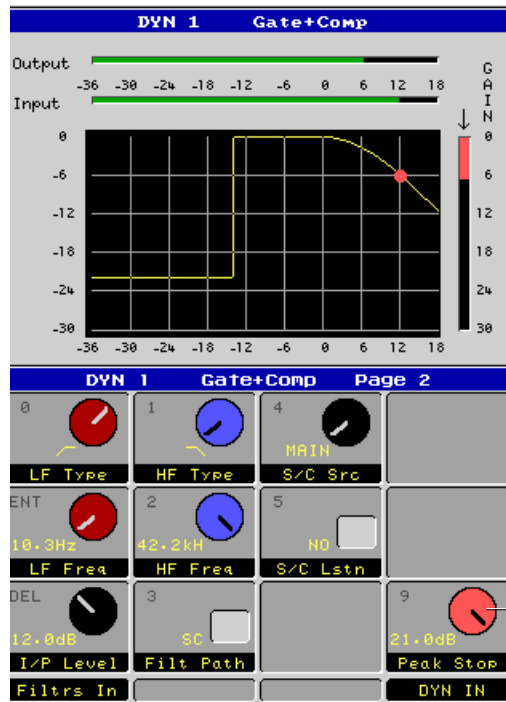 DYN 1 Gate+Comp
Output
-36 -30 -24 -18 -12 -6 0 6 12 18
Input
GAIN
0
-6
-12
-18
-24
-30
0
6
12
18
24
30
-36 -30 -24 -18 -12 -6 0 6 12 18
DYN 1 Gate+Comp Page 2
0 1 4
MAIN
LF Type HF Type S/C Src
ENT 2 5
10.3Hz 42.2kH NO
LF Freq HF Freq S/C Lstn
DEL 3 9
12.0dB SC 21.0dB
I/P Level Filt Path Peak Stop
Filtrs In DYN IN